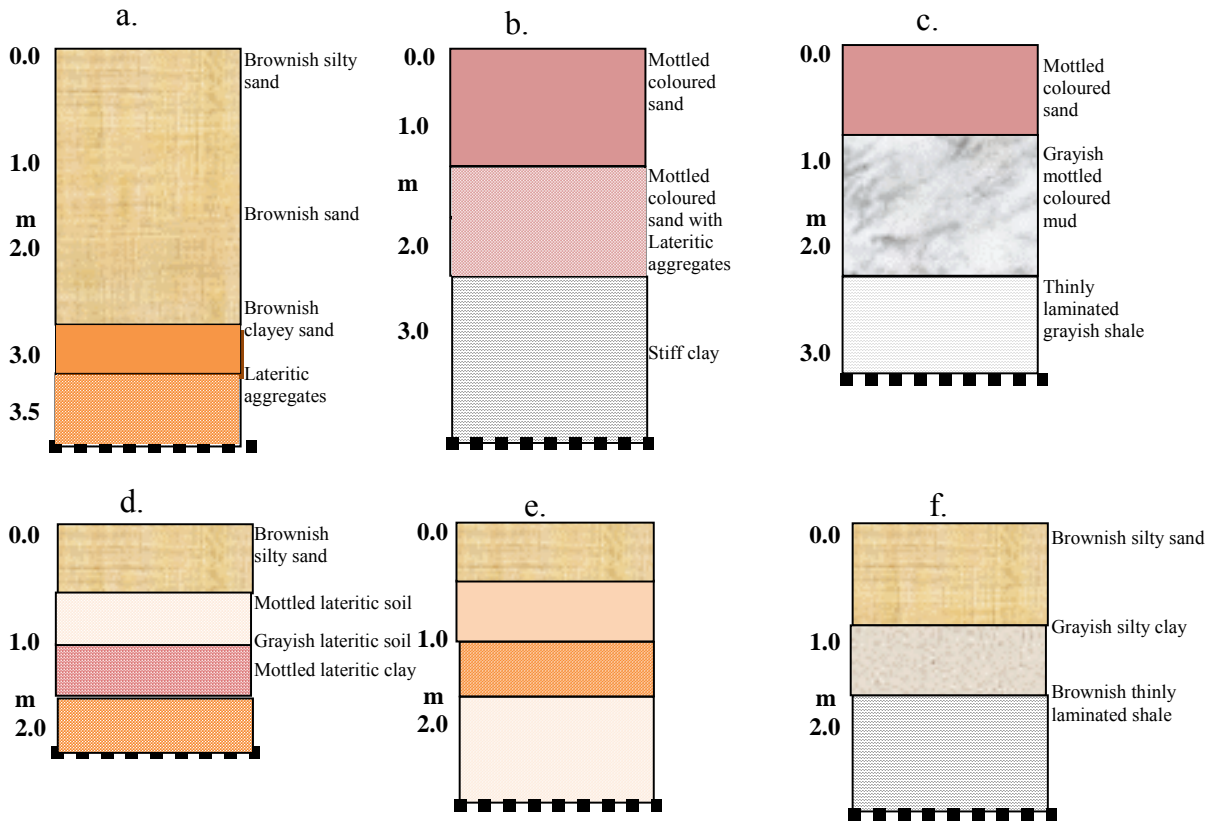 a.
0.0
1.0
m
2.0
3.0
3.5
Brownish silty
sand
Brownish sand
Brownish
clayey sand
Lateritic
aggregates
b.
0.0
1.0
m
2.0
3.0
Mottled
coloured
sand
Mottled
coloured
sand with
Lateritic
aggregates
Stiff clay
c.
0.0
1.0
m
2.0
3.0
Mottled
coloured
sand
Grayish
mottled
coloured
mud
Thinly
laminated
grayish shale
d.
0.0
1.0
m
2.0
Brownish
silty sand
Mottled lateritic soil
Grayish lateritic soil
Mottled lateritic clay
e.
0.0
1.0
m
2.0
f.
0.0
1.0
m
2.0
Brownish silty sand
Grayish silty clay
Brownish thinly
laminated shale